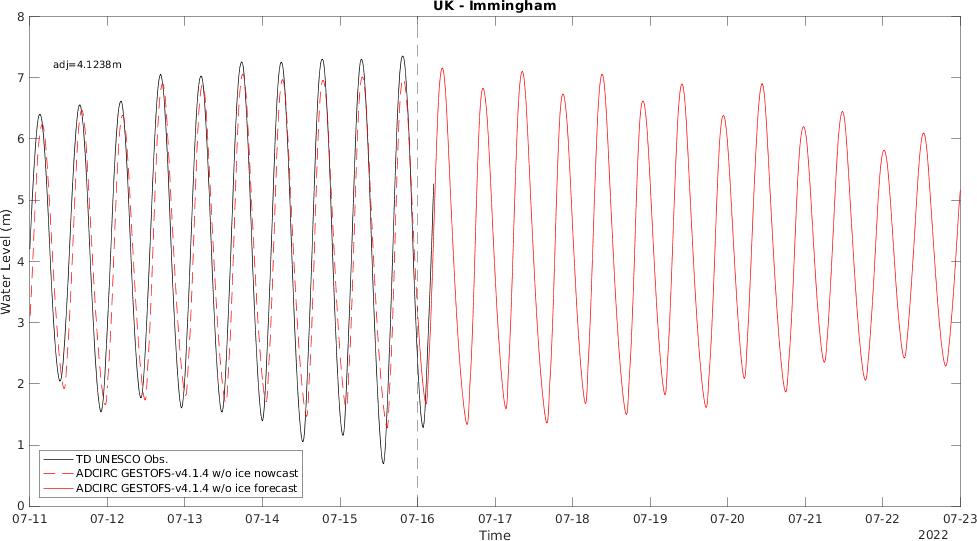 UK - Immingham
adj=4.1238m
8
7
6
5
4
3
2
1
0
Water Level (m)
TD UNESCO Obs.
ADCIRC GESTOFS-v4.1.4 w/o ice nowcast
ADCIRC GESTOFS-v4.1.4 w/o ice forecast
07-11 07-12 07-13 07-14 07-15 07-16 07-17 07-18 07-19 07-20 07-21 07-22 07-23
Time
2022